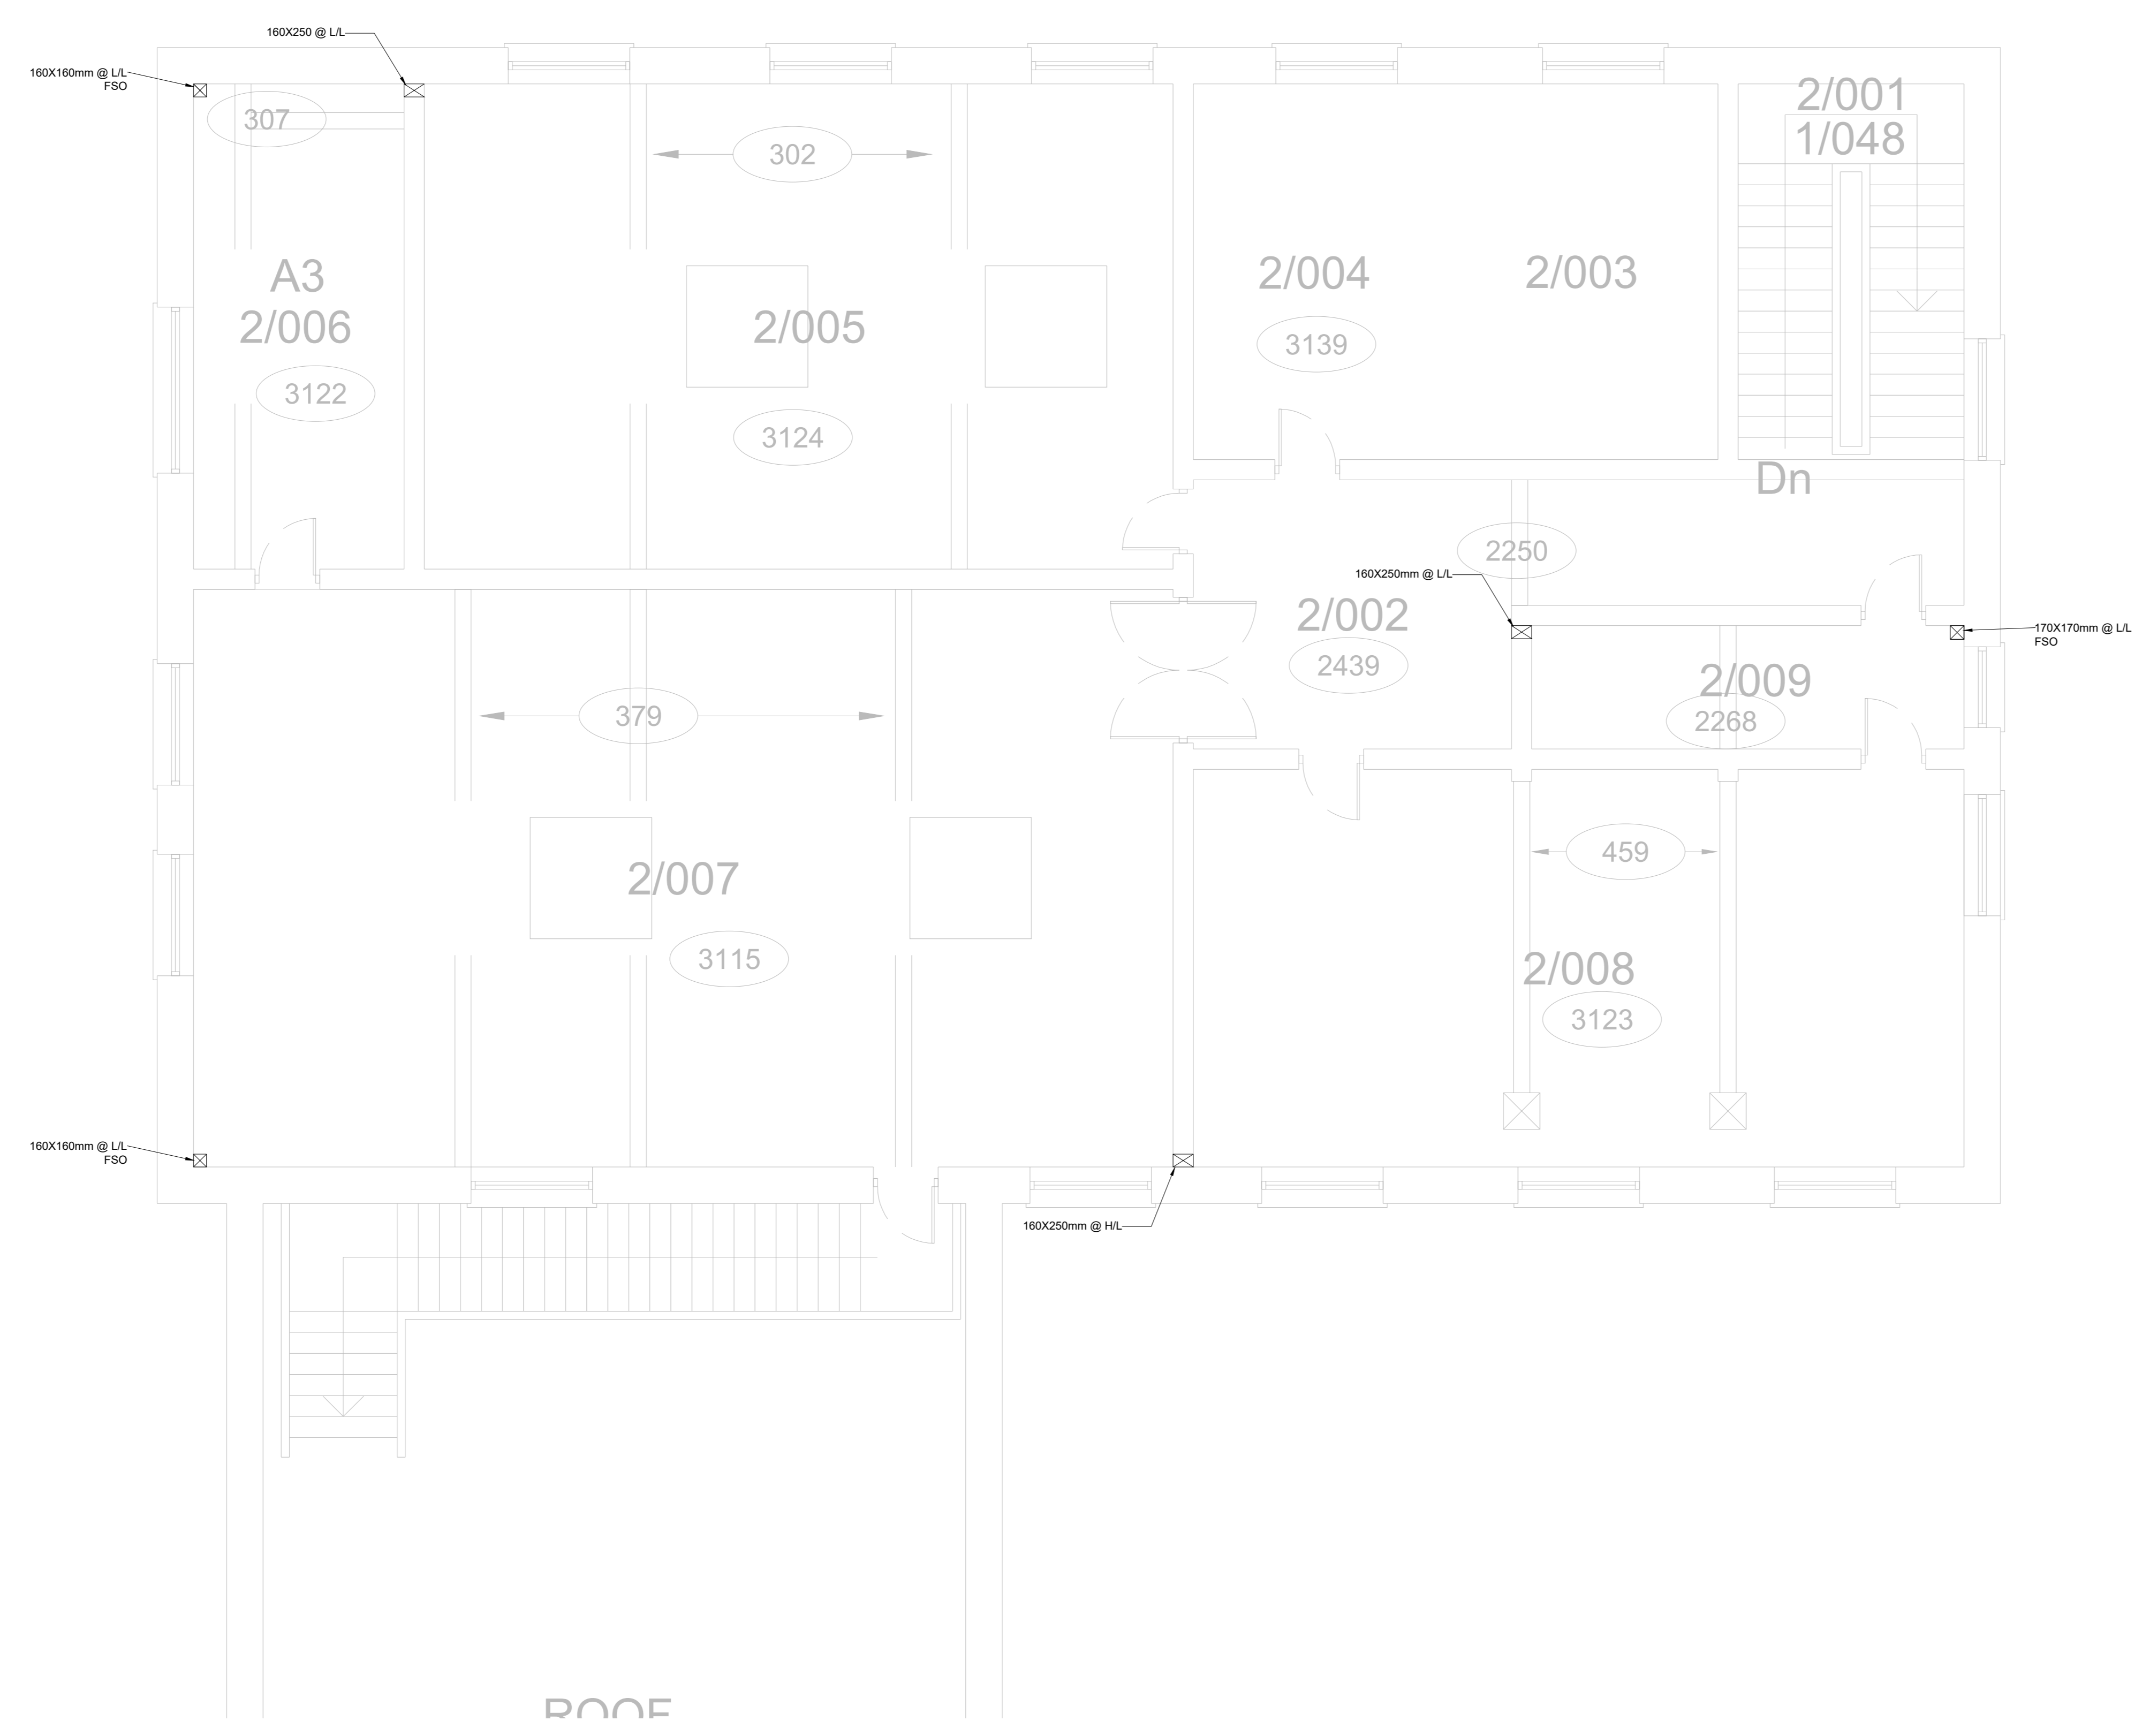 160X250 @ L/L
160X160mm @ L/L
FSO
307
302
2/001
1/048
A3
2/006
3122
2/005
3124
2/004
3139
2/003
Dn
2250
160X250mm @ L/L
2/002
2439
170X170mm @ L/L
FSO
2/009
2268
379
459
2/007
3115
2/008
3123
160X160mm @ L/L
FSO
160X250mm @ H/L
ROOF